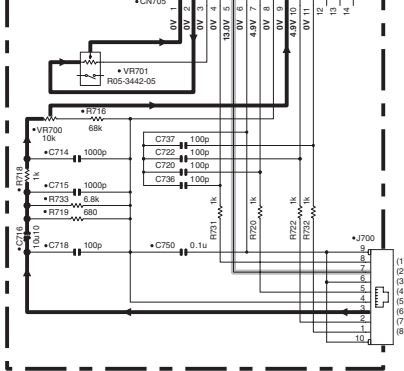 •CN705
1 2 3 4 5 6 7 8 9 10 11 12 13 14
0V 0V 0V 0V 13.0V 0V 4.9V 0V 0V 4.9V 0V
•VR701
R05-3442-05
•R716
68k
•VR700
10k
•C714 1000p
•R718 1k
•C715 1000p
•R733 6.8k
•R719 680
•C716 10u10
•C718 100p
C737 100p
C722 100p
C720 100p
C736 100p
•C750 0.1u
R731 1k
R720 1k
R722 1k
R732 1k
•J700
9
8
7
6
5
4
3
2
1
10
(1
(2
(3
(4
(5
(6
(7
(8